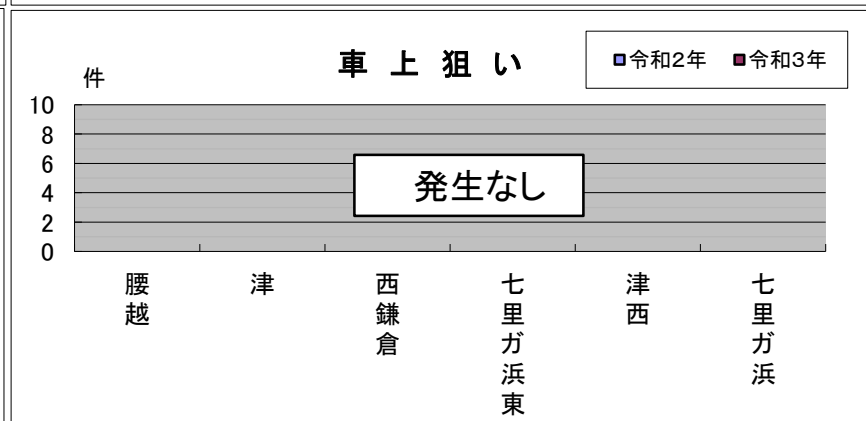 車上狙い
■令和2年 ■令和3年
件
10
8
6
4
2
0
発生なし
腰越
津
西鎌倉
七里ガ浜東
津西
七里ガ浜